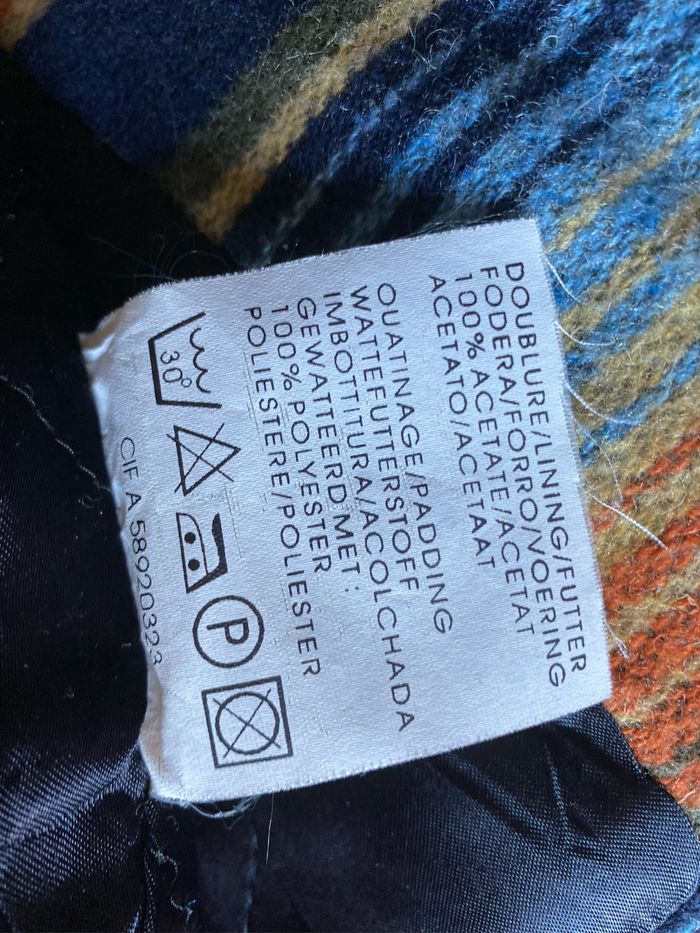 DOUBLURE/LINING/FUTTER
FODERA/FORRO/VOERING
100% ACETATE/ACETAT
ACETATO/ACETAAT
OUATINAGE/PADDING
WATTEFUTTERSTOFF
IMBOTTITURA/ACOLCHADA
GEWATTEERD MET :
100% POLYESTER
POLIESTERE/POLIESTER
30°
P
CIF A 58920323